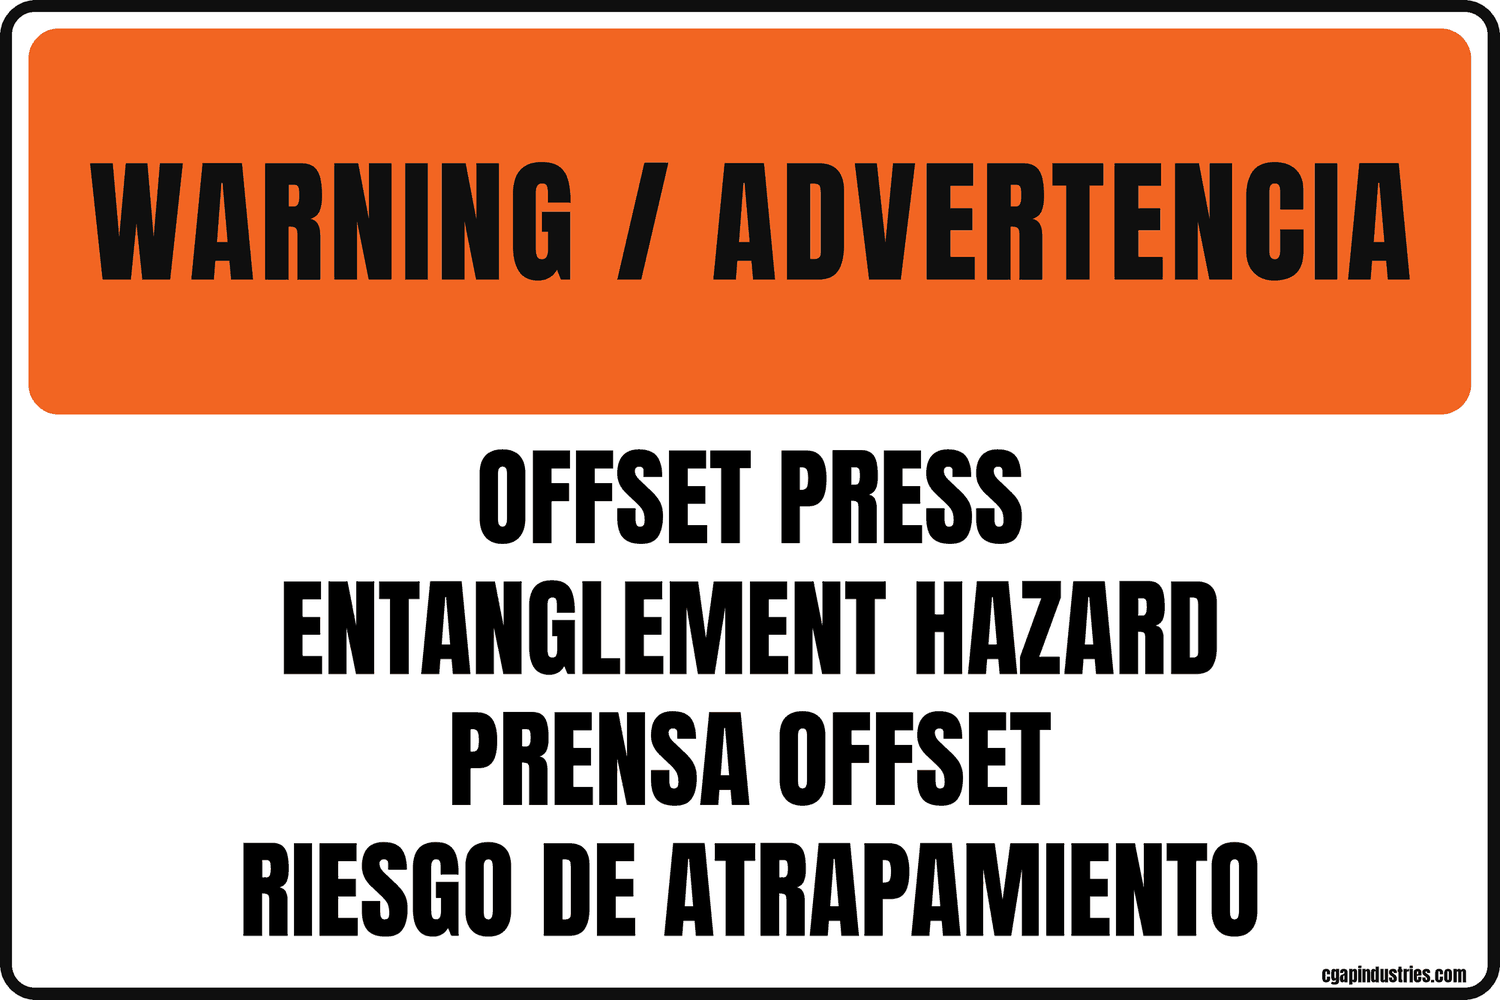 WARNING / ADVERTENCIA
OFFSET PRESS
ENTANGLEMENT HAZARD
PRENSA OFFSET
RIESGO DE ATRAPAMIENTO
cgapindustries.com